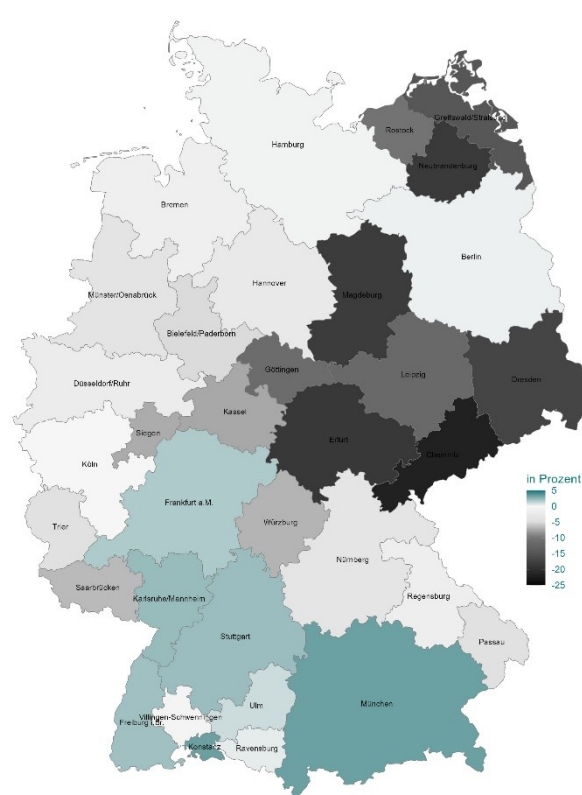 Greifswald/Stralsund
Rostock
Hamburg
Neubrandenburg
Bremen
Berlin
Hannover
Münster/Osnabrück
Magdeburg
Bielefeld/Paderborn
Göttingen
Leipzig
Dresden
Düsseldorf/Ruhr
Kassel
Siegen
Erfurt
Chemnitz
Köln
in Prozent
5
0
-5
-10
-15
-20
-25
Frankfurt a.M.
Würzburg
Trier
Nürnberg
Saarbrücken
Karlsruhe/Mannheim
Regensburg
Stuttgart
Passau
Ulm
München
Villingen-Schwenningen
Freiburg i. Br.
Konstanz
Ravensburg